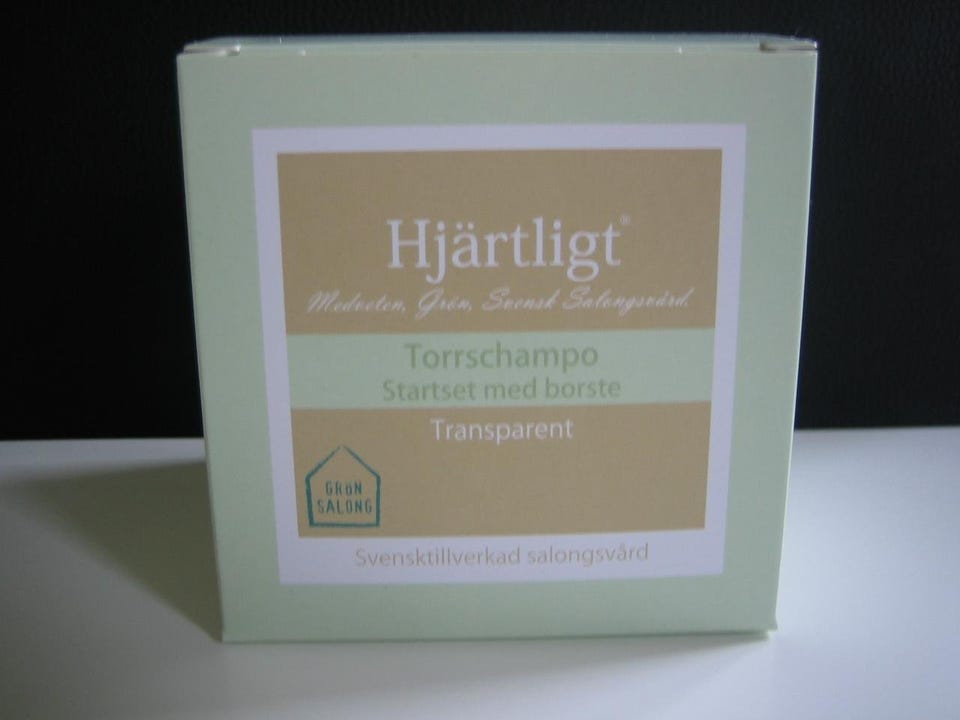 Hjärtligt®
Medveten, Grön, Svensk Salongsvård.
Torrschampo
Startset med borste
Transparent
GRÖN
SALONG
Svensktillverkad salongsvård